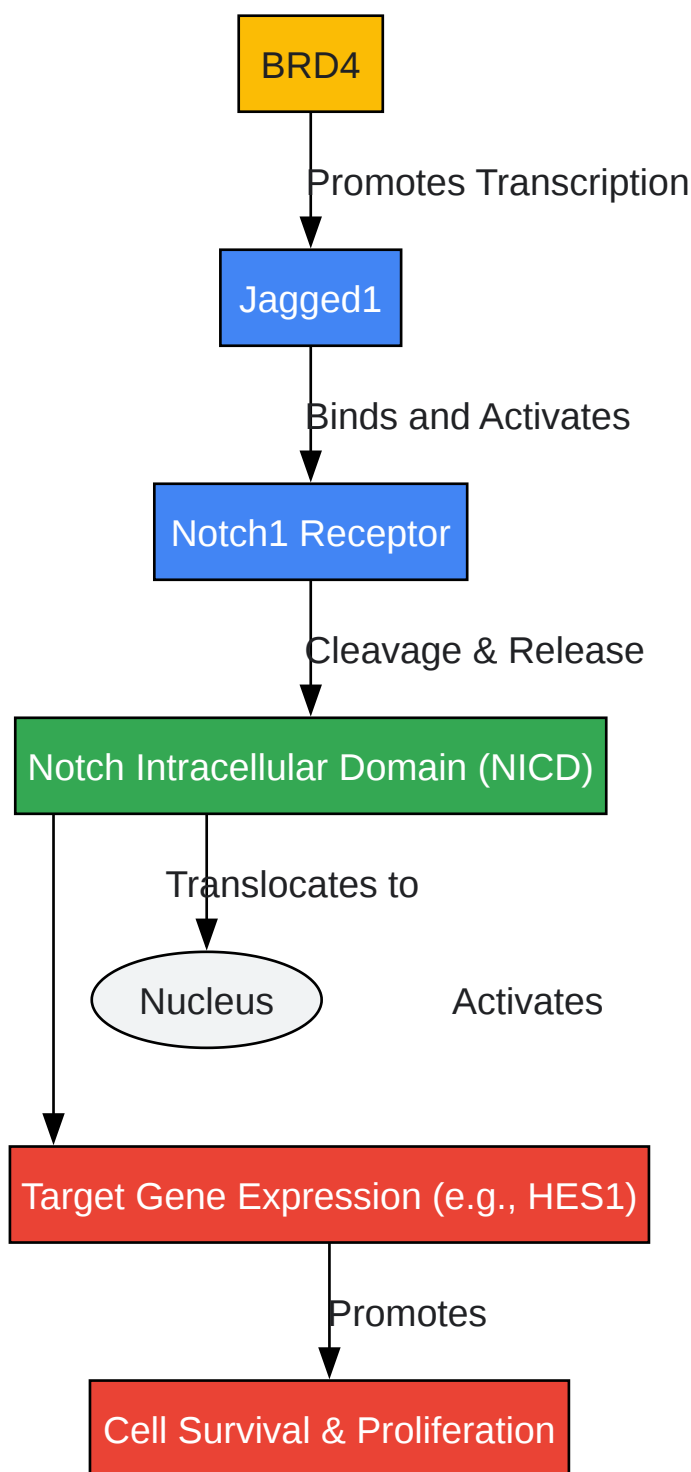 BRD4
Promotes Transcription
Jagged1
Binds and Activates
Notch1 Receptor
Cleavage & Release
Notch Intracellular Domain (NICD)
Translocates to
Nucleus
Activates
Target Gene Expression (e.g., HES1)
Promotes
Cell Survival & Proliferation